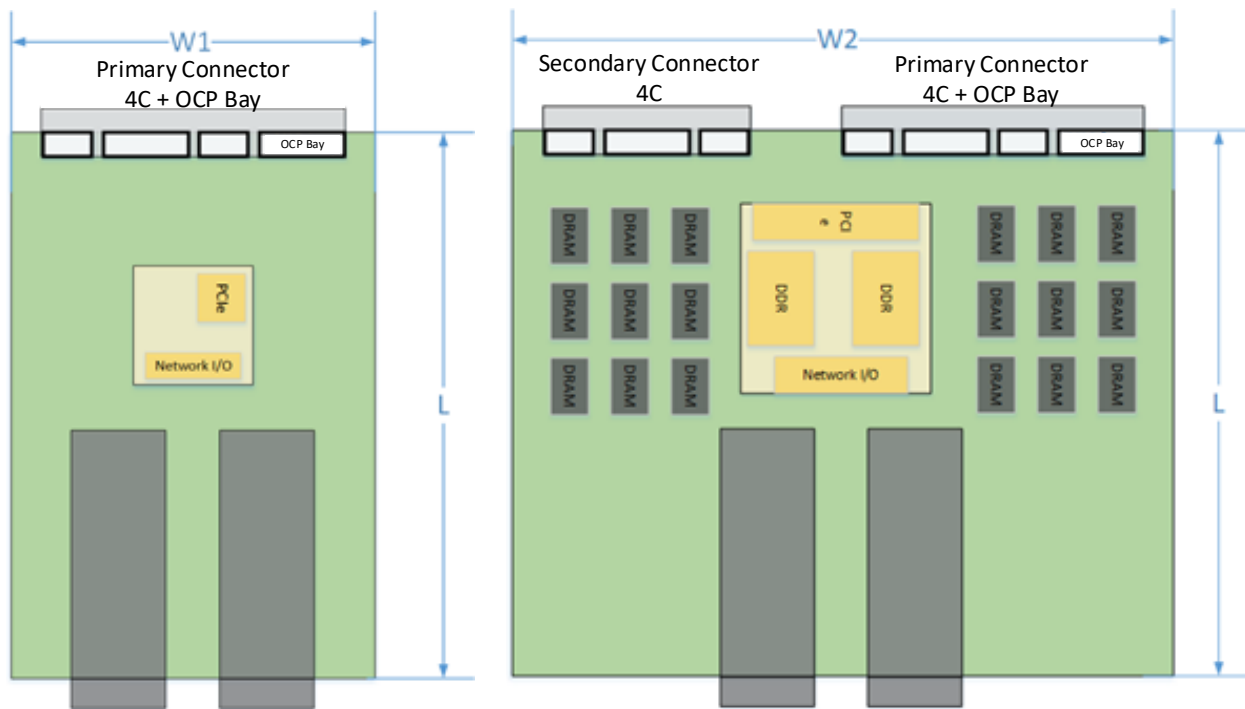 W1
Primary Connector
4C + OCP Bay
OCP Bay
PCIe
Network I/O
L
W2
Secondary Connector
4C
Primary Connector
4C + OCP Bay
OCP Bay
DRAM DRAM DRAM
DRAM DRAM DRAM
DRAM DRAM DRAM
PCI
e
DDR DDR
Network I/O
DRAM DRAM DRAM
DRAM DRAM DRAM
DRAM DRAM DRAM
L